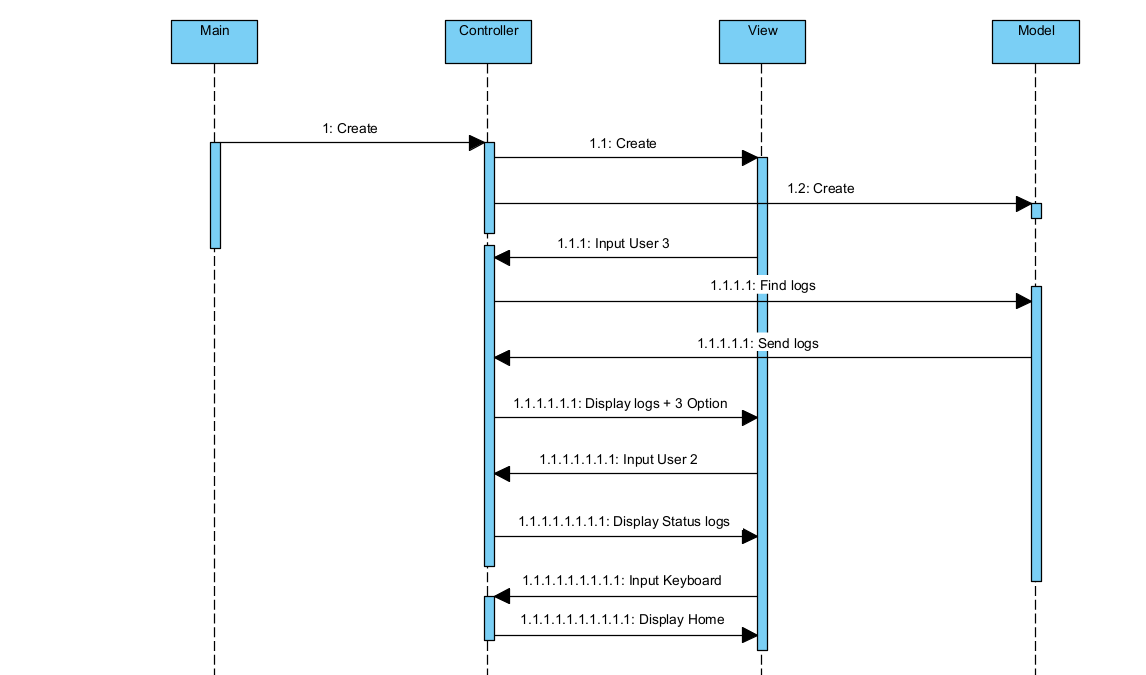 Main
Controller
View
Model
1: Create
1.1: Create
1.2: Create
1.1.1: Input User 3
1.1.1.1: Find logs
1.1.1.1.1: Send logs
1.1.1.1.1.1: Display logs + 3 Option
1.1.1.1.1.1.1: Input User 2
1.1.1.1.1.1.1.1: Display Status logs
1.1.1.1.1.1.1.1.1: Input Keyboard
1.1.1.1.1.1.1.1.1.1: Display Home